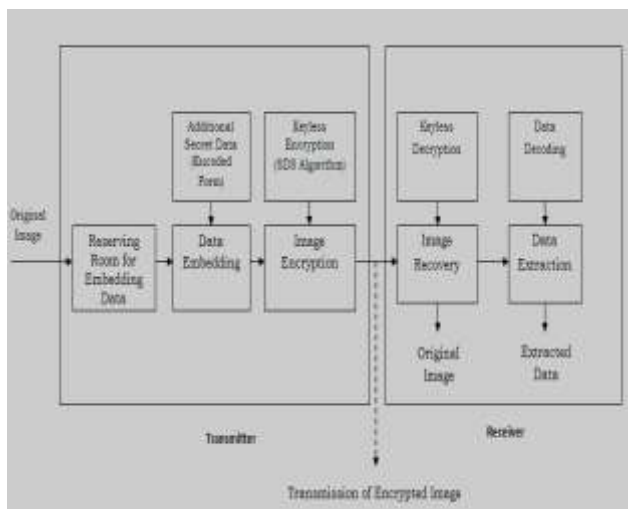 Additional
Secret Data
(Encoded
Form)
Keyless
Encryption
(SDS Algorithm)
Keyless
Decryption
Data
Decoding
Original
Image
Reserving
Room for
Embedding
Data
Data
Embedding
Image
Encryption
Image
Recovery
Data
Extraction
Original
Image
Extracted
Data
Transmitter
Receiver
Transmission of Encrypted Image